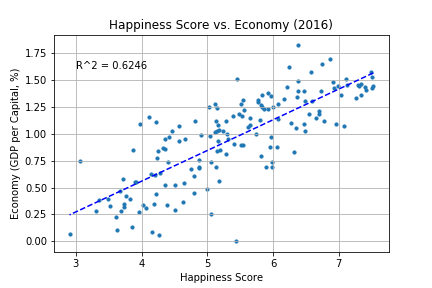 Happiness Score vs. Economy (2016)
R^2 = 0.6246
Economy (GDP per Capital, %)
1.75
1.50
1.25
1.00
0.75
0.50
0.25
0.00
3 4 5 6 7
Happiness Score